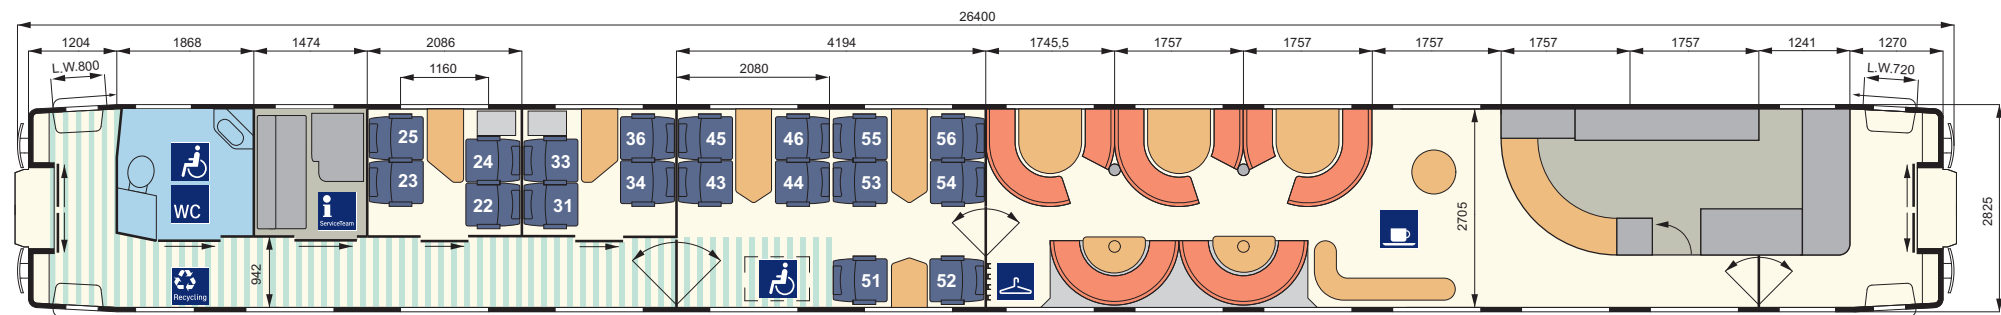 26400
1204 1868 1474 2086 4194 1745,5 1757 1757 1757 1757 1757 1241 1270
L.W.800 1160 2080 L.W.720
25 36 45 46 55 56
24 33
23 34 43 44 53 54
22 31
WC
i
ServiceTeam
2705
2825
942
51 52
Recycling